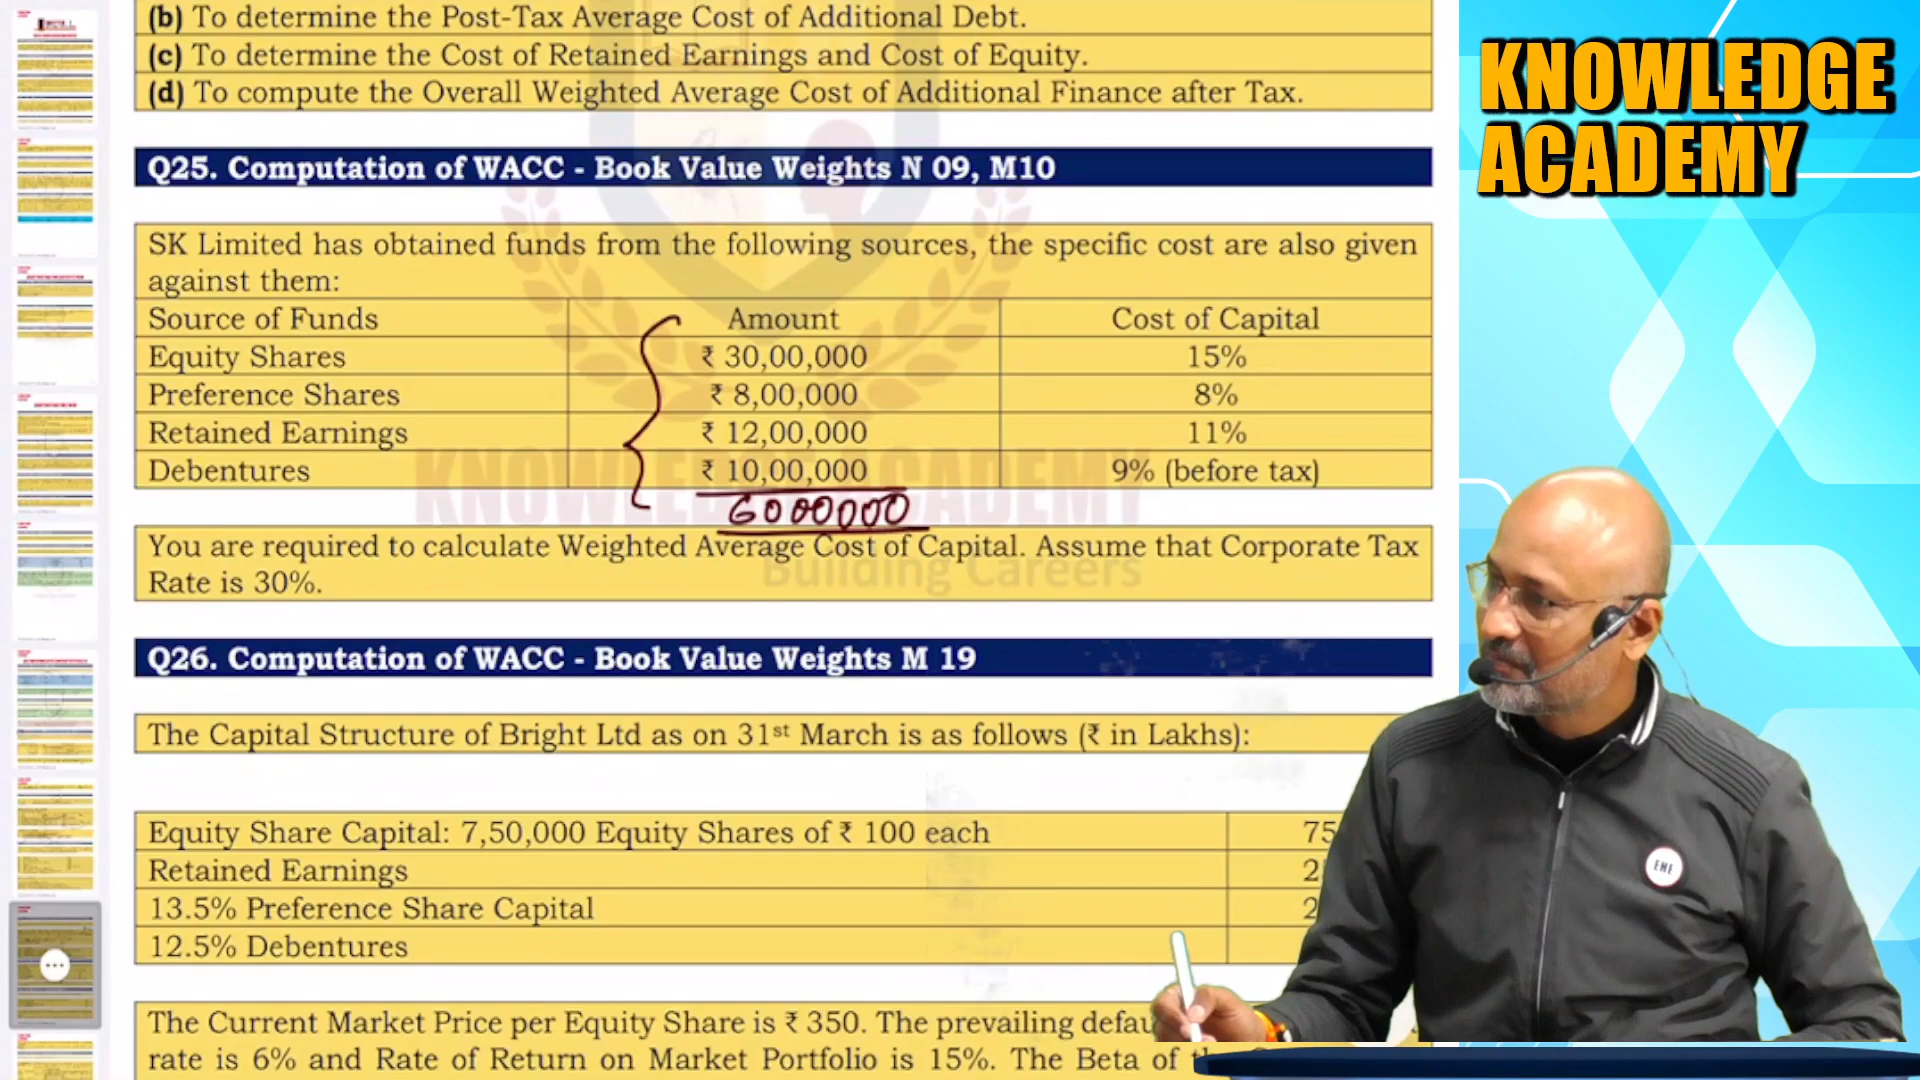 (b) To determine the Post-Tax Average Cost of Additional Debt.
(c) To determine the Cost of Retained Earnings and Cost of Equity.
(d) To compute the Overall Weighted Average Cost of Additional Finance after Tax.
Q25. Computation of WACC - Book Value Weights N 09, M10
SK Limited has obtained funds from the following sources, the specific cost are also given
against them:
Source of Funds Amount Cost of Capital
Equity Shares ₹ 30,00,000 15%
Preference Shares ₹ 8,00,000 8%
Retained Earnings ₹ 12,00,000 11%
Debentures ₹ 10,00,000 9% (before tax)
6000000
You are required to calculate Weighted Average Cost of Capital. Assume that Corporate Tax
Rate is 30%.
Q26. Computation of WACC - Book Value Weights M 19
The Capital Structure of Bright Ltd as on 31st March is as follows (₹ in Lakhs):
Equity Share Capital: 7,50,000 Equity Shares of ₹ 100 each 75
Retained Earnings
13.5% Preference Share Capital
12.5% Debentures
The Current Market Price per Equity Share is ₹ 350. The prevailing
rate is 6% and Rate of Return on Market Portfolio is 15%. The Beta of
KNOWLEDGE
ACADEMY
KNOWLEDGE ACADEMY
Building Careers
EHE